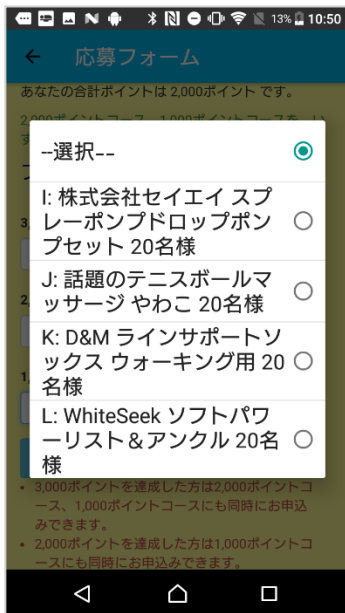 13% 10:50
応募フォーム
あなたの合計ポイントは 2,000ポイント です。
--選択--
I: 株式会社セイエイ スプ
レーポンプドロップポン
プセット 20名様
J: 話題のテニスボールマ
ッサージ やわこ 20名様
K: D&M ラインサポートソ
ックス ウォーキング用 20
名様
L: WhiteSeek ソフトパワ
ーリスト＆アンクル 20名
様
• 3,000ポイントを達成した方は2,000ポイントコ
ース、1,000ポイントコースにも同時にお申込
みできます。
• 2,000ポイントを達成した方は1,000ポイントコ
ースにも同時にお申込みできます。